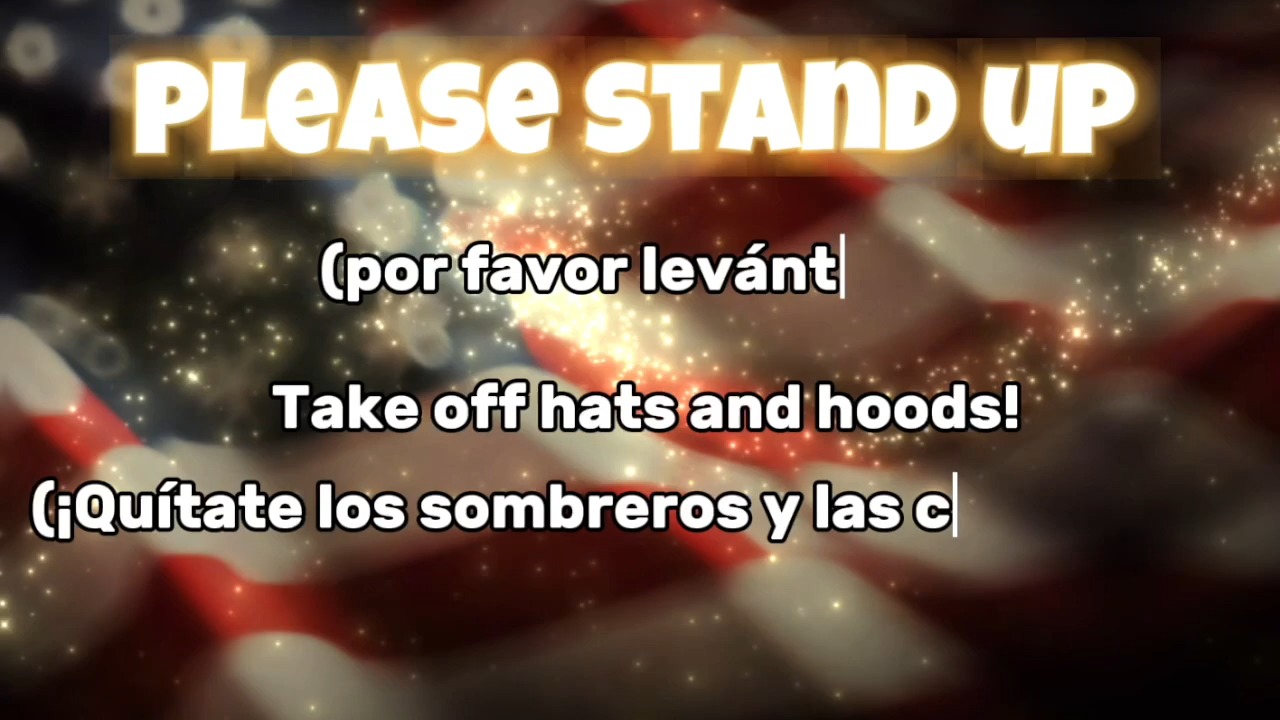 PLEASE STAND UP
(por favor levánt
Take off hats and hoods!
(¡Quítate los sombreros y las c